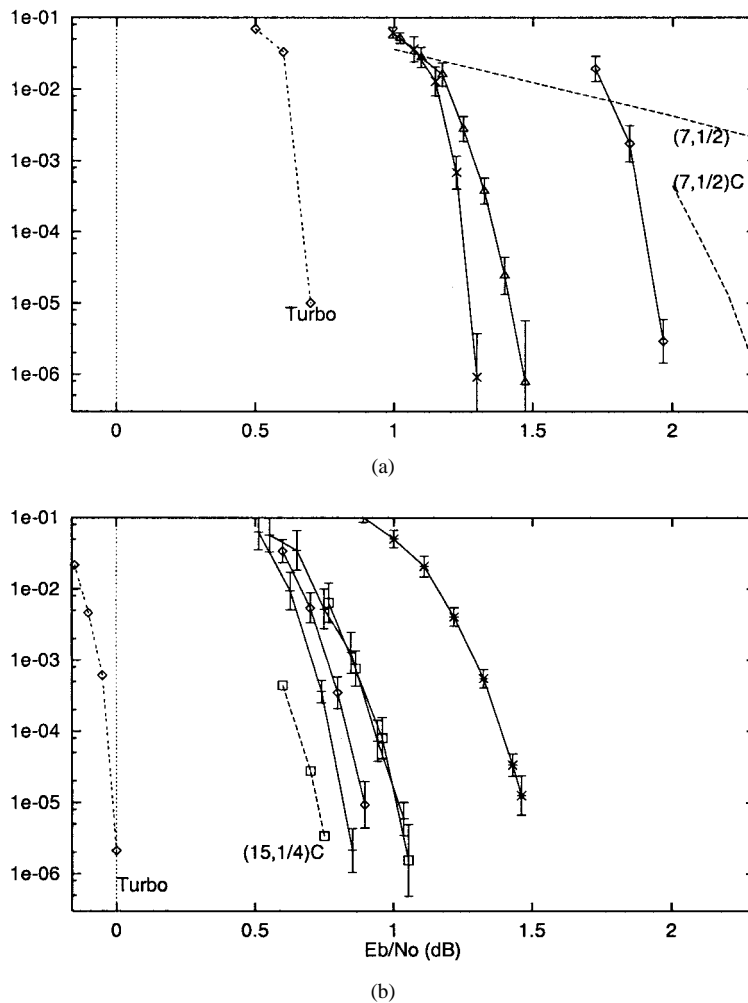 1e-01
1e-02
1e-03
1e-04
1e-05
1e-06
(7,1/2)
(7,1/2)C
Turbo
0 0.5 1 1.5 2
(a)
1e-01
1e-02
1e-03
1e-04
1e-05
1e-06
(15,1/4)C
Turbo
0 0.5 1 1.5 2
Eb/No (dB)
(b)